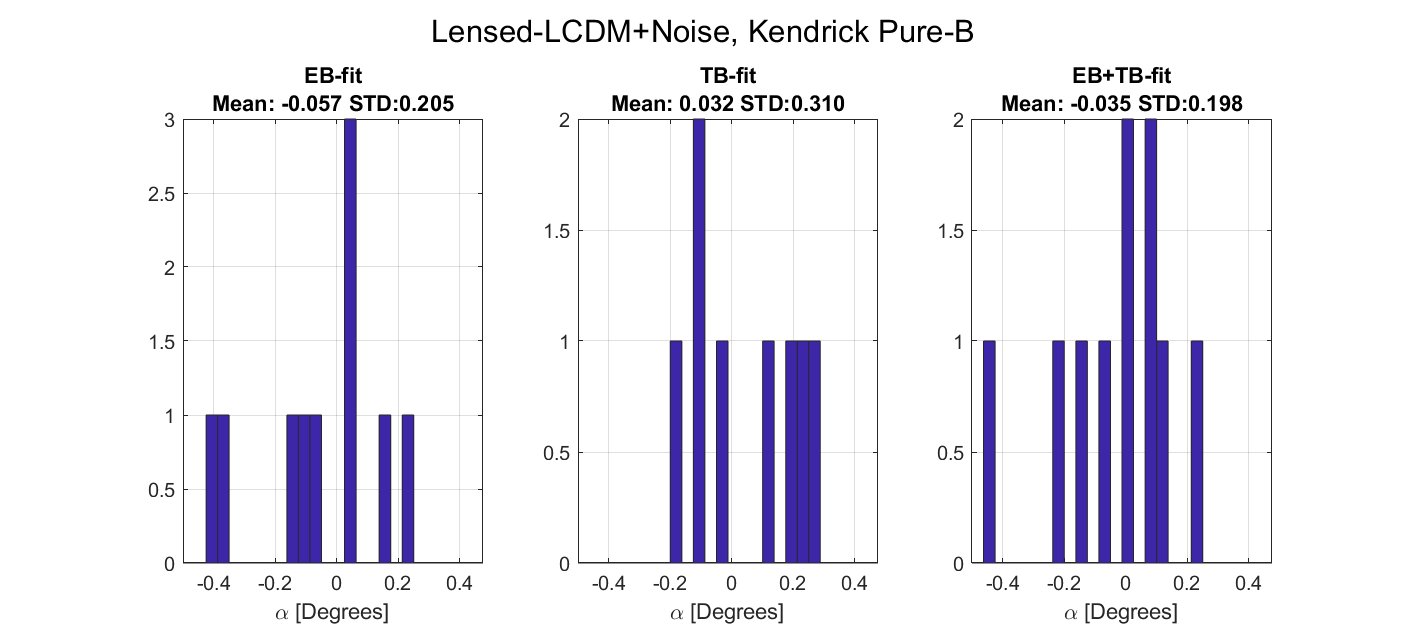 Lensed-LCDM+Noise, Kendrick Pure-B
EB-fit
Mean: -0.057 STD:0.205
3
2.5
2
1.5
1
0.5
0
-0.4 -0.2 0 0.2 0.4
α [Degrees]
TB-fit
Mean: 0.032 STD:0.310
2
1.5
1
0.5
0
-0.4 -0.2 0 0.2 0.4
α [Degrees]
EB+TB-fit
Mean: -0.035 STD:0.198
2
1.5
1
0.5
0
-0.4 -0.2 0 0.2 0.4
α [Degrees]